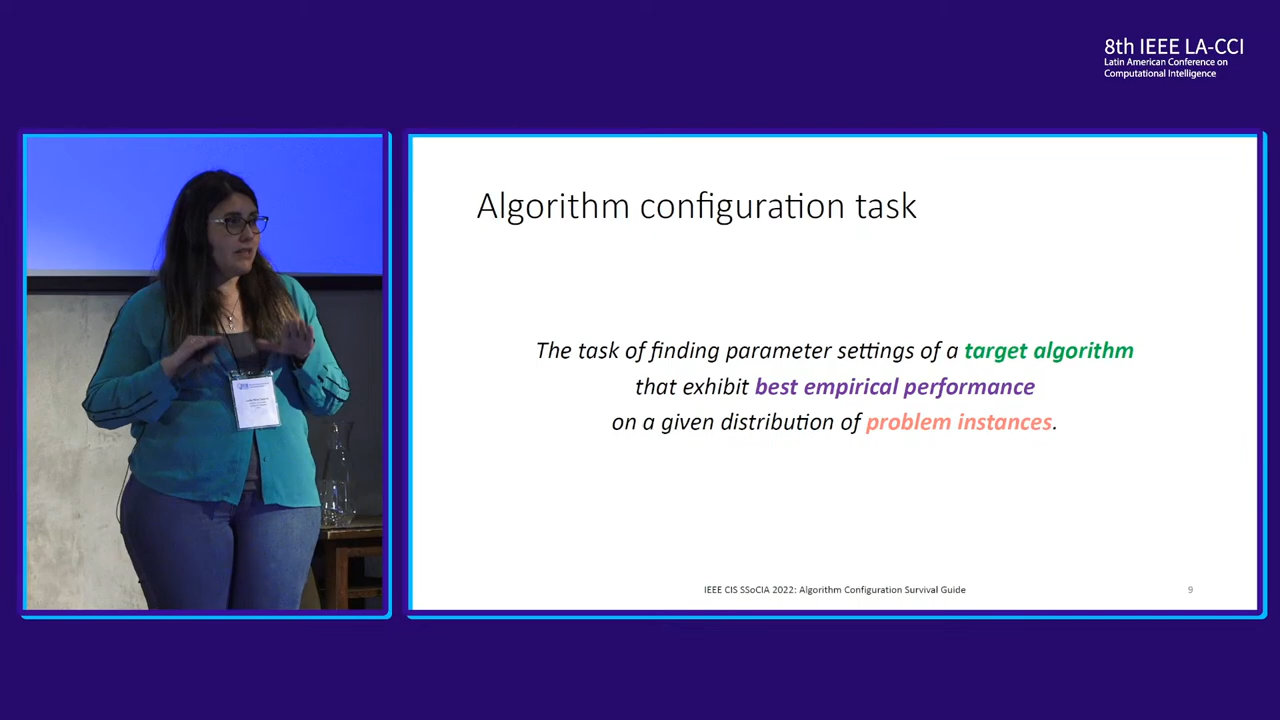 8th IEEE LA-CCI
Latin American Conference on
Computational Intelligence
Algorithm configuration task
The task of finding parameter settings of a target algorithm
that exhibit best empirical performance
on a given distribution of problem instances.
IEEE CIS SSoCIA 2022: Algorithm Configuration Survival Guide
9